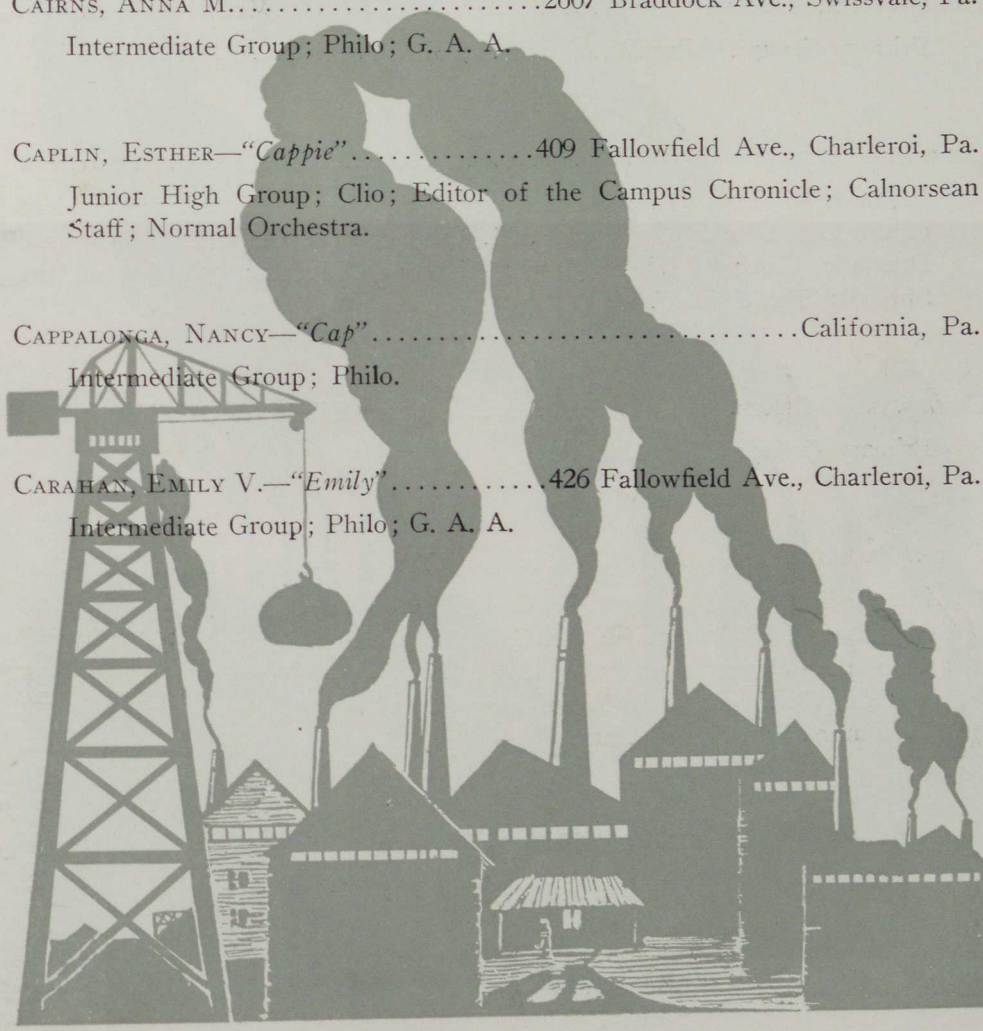 CAIRNS, ANNA M..........................2007 Braddock Ave., Swissvale, Pa.
Intermediate Group; Philo; G. A. A.
CAPLIN, ESTHER—“Cappie”..............409 Fallowfield Ave., Charleroi, Pa.
Junior High Group; Clio; Editor of the Campus Chronicle; Calnorsean
Staff; Normal Orchestra.
CAPPALONGA, NANCY—“Cap”.................................California, Pa.
Intermediate Group; Philo.
CARAHAN, EMILY V.—“Emily”............426 Fallowfield Ave., Charleroi, Pa.
Intermediate Group; Philo; G. A. A.